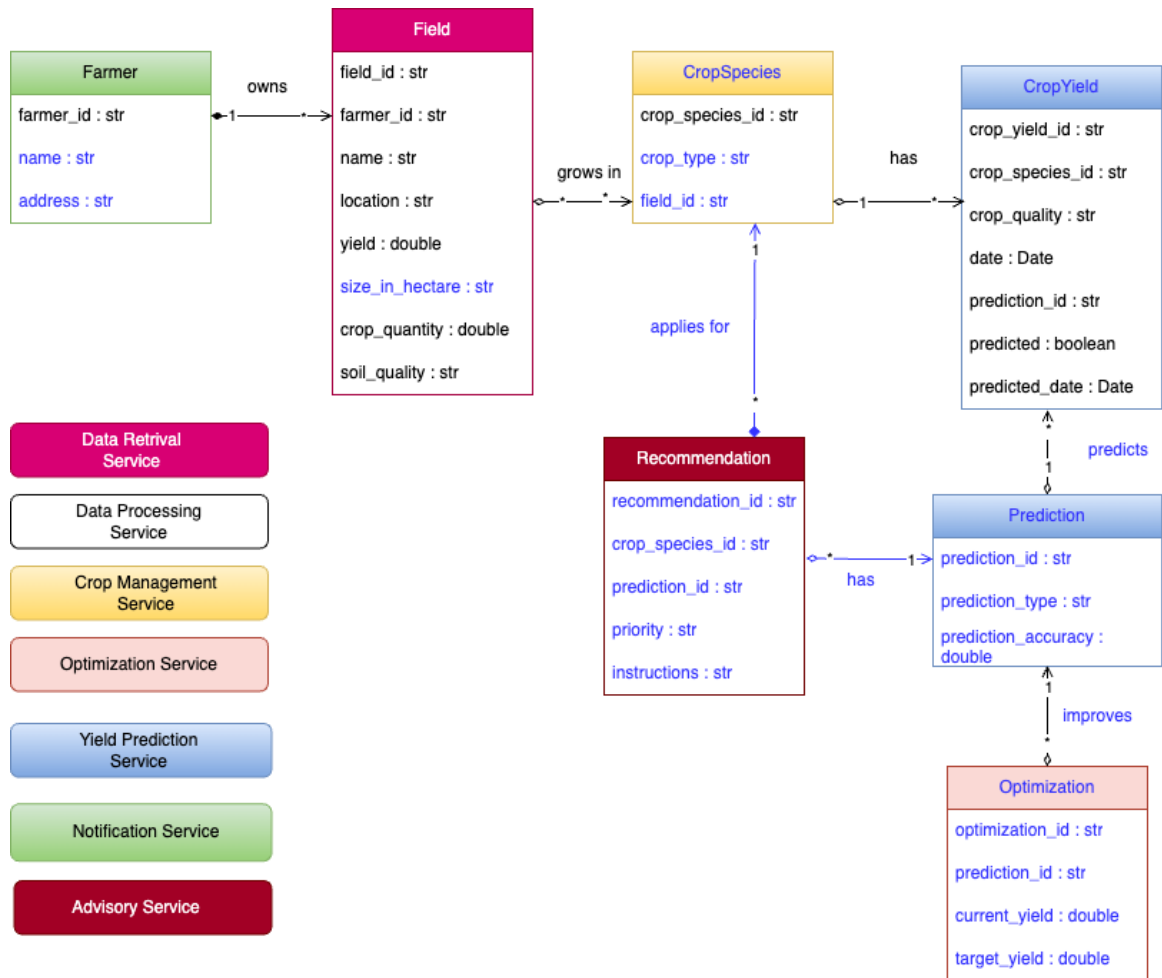 Farmer
farmer_id : str
name : str
address : str
owns
1
*
Field
field_id : str
farmer_id : str
name : str
location : str
yield : double
size_in_hectare : str
crop_quantity : double
soil_quality : str
grows in
*
*
CropSpecies
crop_species_id : str
crop_type : str
field_id : str
has
1
*
CropYield
crop_yield_id : str
crop_species_id : str
crop_quality : str
date : Date
prediction_id : str
predicted : boolean
predicted_date : Date
1
applies for
*
*
predicts
1
Recommendation
recommendation_id : str
crop_species_id : str
prediction_id : str
priority : str
instructions : str
*
1
has
Prediction
prediction_id : str
prediction_type : str
prediction_accuracy :
double
1
improves
*
Optimization
optimization_id : str
prediction_id : str
current_yield : double
target_yield : double
Data Retrival
Service
Data Processing
Service
Crop Management
Service
Optimization Service
Yield Prediction
Service
Notification Service
Advisory Service